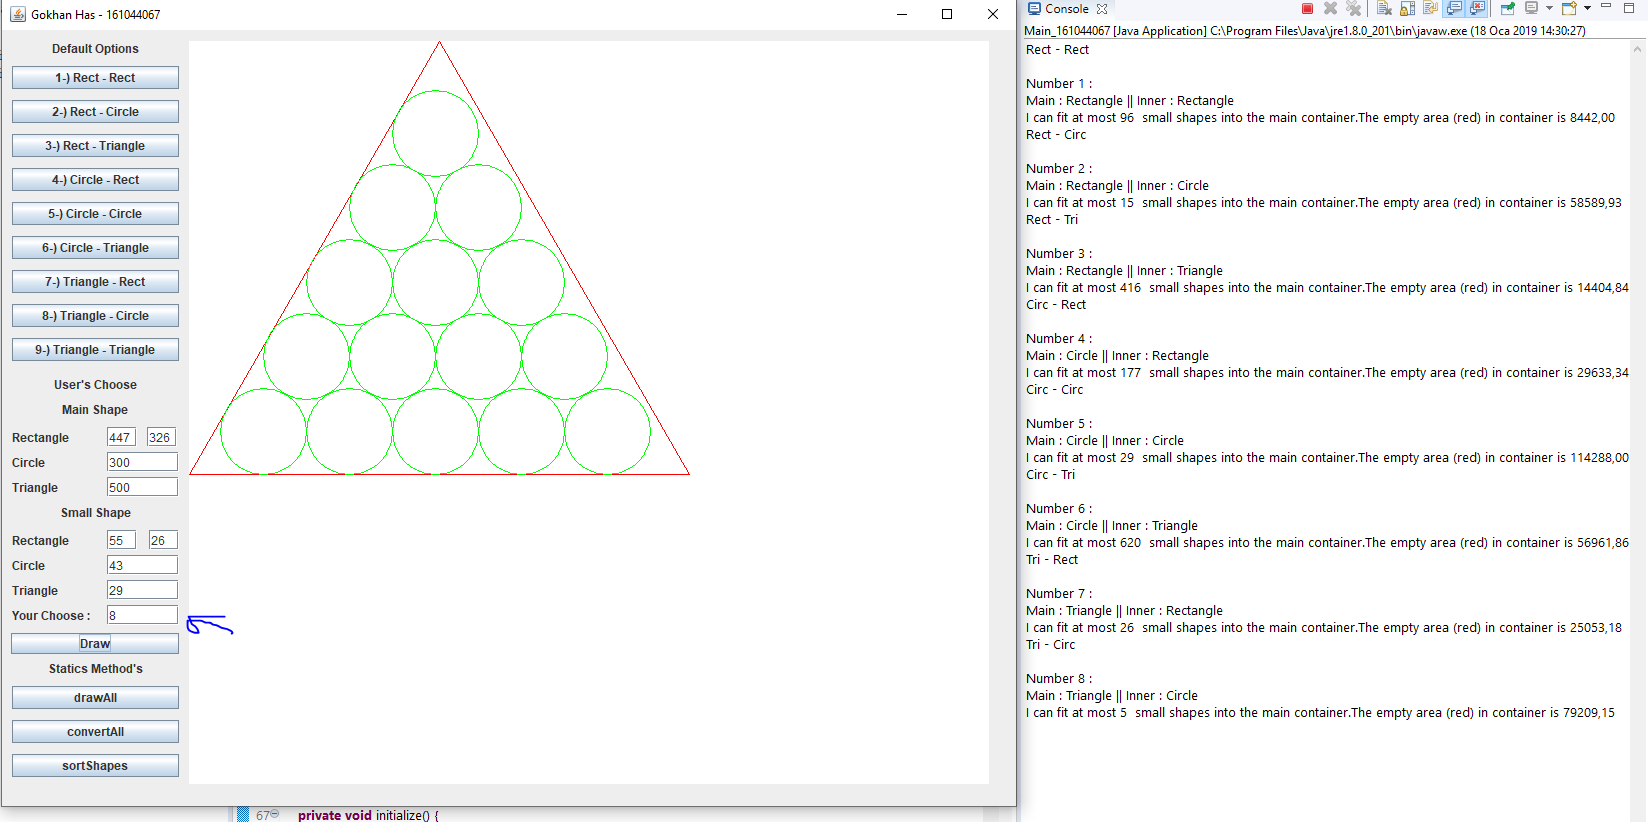 Gokhan Has - 161044067
Default Options
1-) Rect - Rect
2-) Rect - Circle
3-) Rect - Triangle
4-) Circle - Rect
5-) Circle - Circle
6-) Circle - Triangle
7-) Triangle - Rect
8-) Triangle - Circle
9-) Triangle - Triangle
User's Choose
Main Shape
Rectangle 447 326
Circle 300
Triangle 500
Small Shape
Rectangle 55 26
Circle 43
Triangle 29
Your Choose : 8
Draw
Statics Method's
drawAll
convertAll
sortShapes
67 private void initialize() {
Console
Main_161044067 [Java Application] C:\Program Files\Java\jre1.8.0_201\bin\javaw.exe (18 Oca 2019 14:30:27)
Rect - Rect
Number 1 :
Main : Rectangle || Inner : Rectangle
I can fit at most 96  small shapes into the main container.The empty area (red) in container is 8442,00
Rect - Circ
Number 2 :
Main : Rectangle || Inner : Circle
I can fit at most 15  small shapes into the main container.The empty area (red) in container is 58589,93
Rect - Tri
Number 3 :
Main : Rectangle || Inner : Triangle
I can fit at most 416  small shapes into the main container.The empty area (red) in container is 14404,84
Circ - Rect
Number 4 :
Main : Circle || Inner : Rectangle
I can fit at most 177  small shapes into the main container.The empty area (red) in container is 29633,34
Circ - Circ
Number 5 :
Main : Circle || Inner : Circle
I can fit at most 29  small shapes into the main container.The empty area (red) in container is 114288,00
Circ - Tri
Number 6 :
Main : Circle || Inner : Triangle
I can fit at most 620  small shapes into the main container.The empty area (red) in container is 56961,86
Tri - Rect
Number 7 :
Main : Triangle || Inner : Rectangle
I can fit at most 26  small shapes into the main container.The empty area (red) in container is 25053,18
Tri - Circ
Number 8 :
Main : Triangle || Inner : Circle
I can fit at most 5  small shapes into the main container.The empty area (red) in container is 79209,15